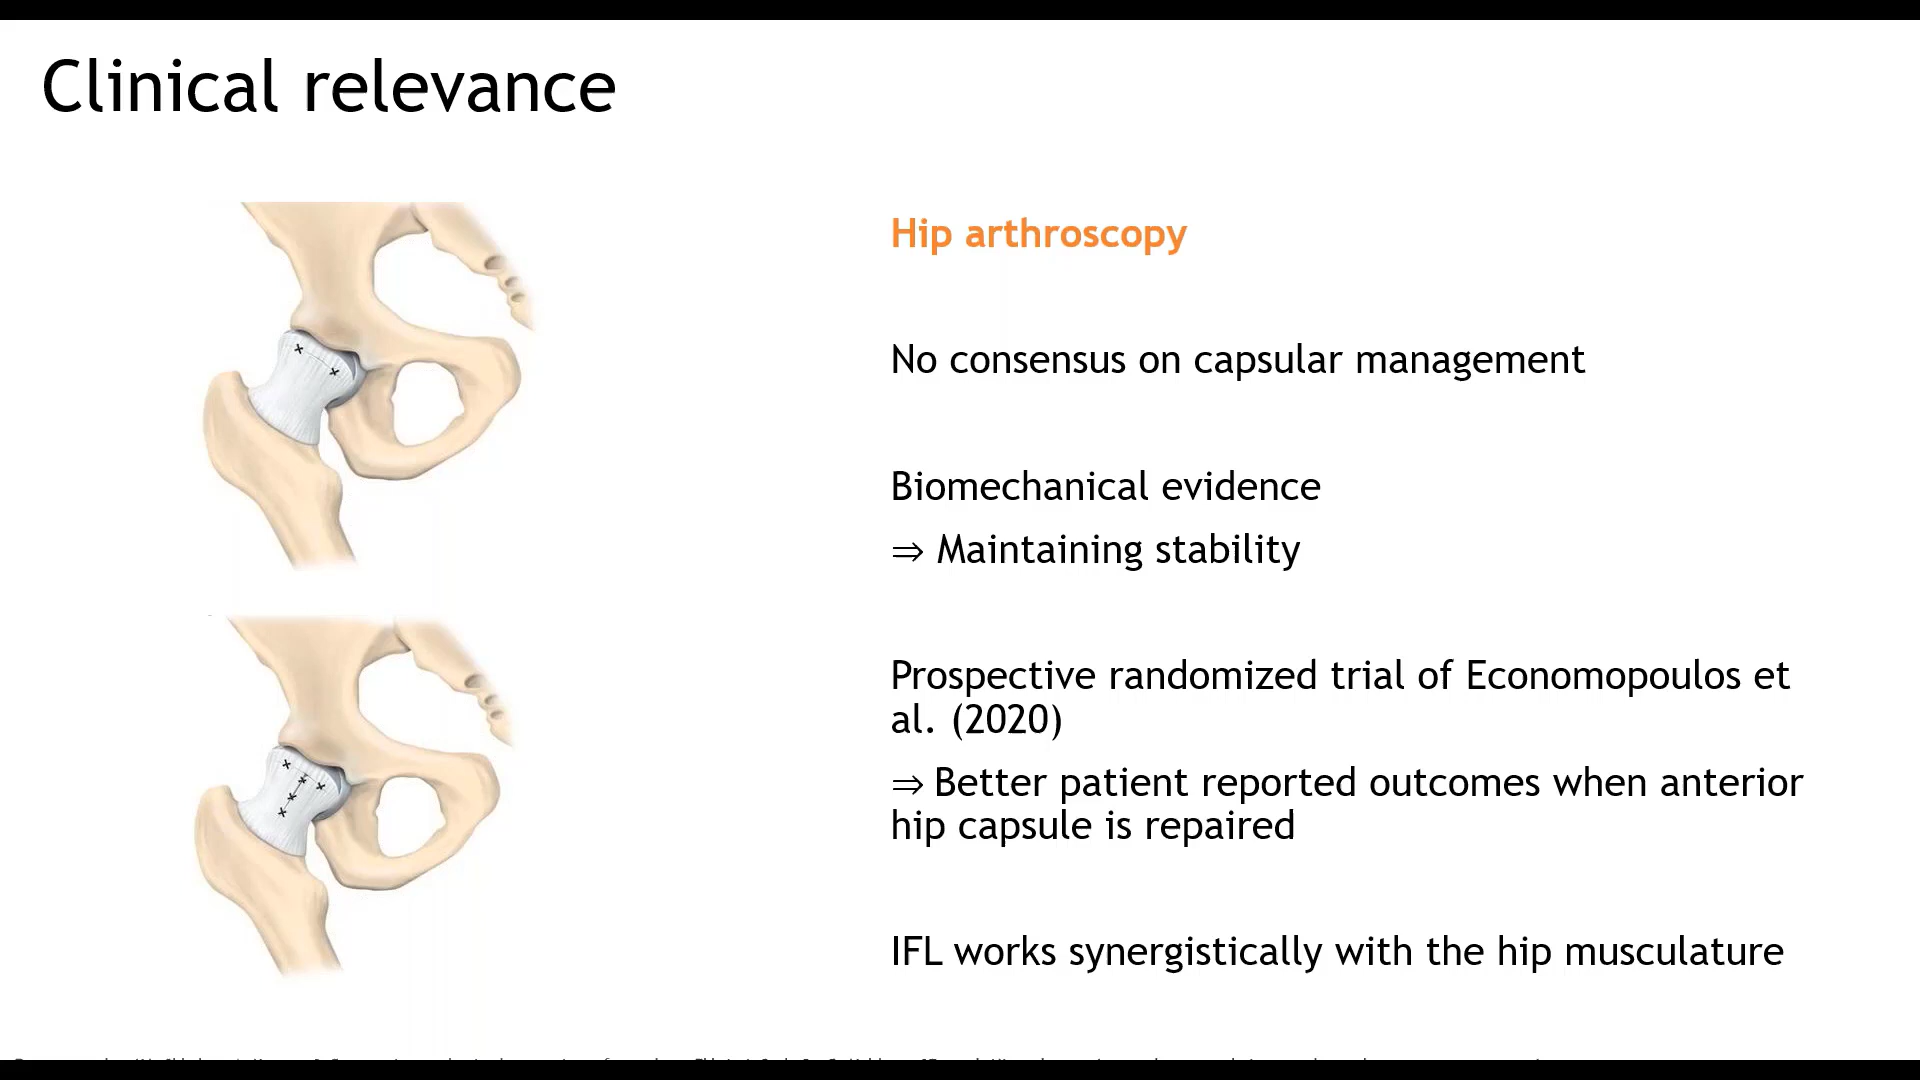 Clinical relevance
Hip arthroscopy
No consensus on capsular management
Biomechanical evidence
⇒ Maintaining stability
Prospective randomized trial of Economopoulos et
al. (2020)
⇒ Better patient reported outcomes when anterior
hip capsule is repaired
IFL works synergistically with the hip musculature